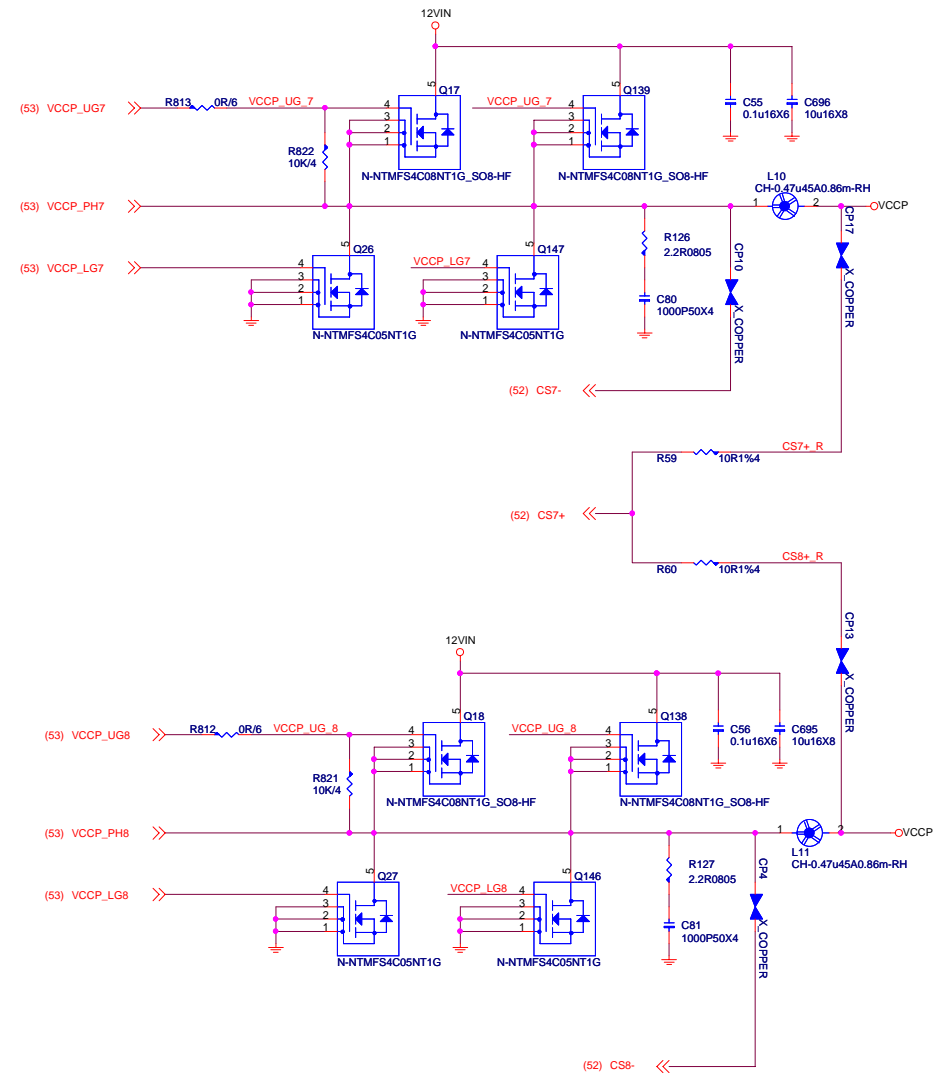 12VIN
5
Q17
5
Q139
(53) VCCP_UG7
R813
0R/6
VCCP_UG_7
4
3
2
1
VCCP_UG_7
4
3
2
1
C55
0.1u16X6
C696
10u16X8
R822
10K/4
N-NTMFS4C08NT1G_SO8-HF
N-NTMFS4C08NT1G_SO8-HF
L10
CH-0.47u45A0.86m-RH
(53) VCCP_PH7
1
2
VCCP
CP17
X_COPPER
5
Q26
5
Q147
R126
2.2R0805
CP10
X_COPPER
(53) VCCP_LG7
4
3
2
1
VCCP_LG7
4
3
2
1
C80
1000P50X4
N-NTMFS4C05NT1G
N-NTMFS4C05NT1G
(52) CS7-
CS7+_R
R59
10R1%4
(52) CS7+
CS8+_R
R60
10R1%4
CP13
X_COPPER
12VIN
5
Q18
5
Q138
(53) VCCP_UG8
R812
0R/6
VCCP_UG_8
4
3
2
1
VCCP_UG_8
4
3
2
1
C56
0.1u16X6
C695
10u16X8
R821
10K/4
N-NTMFS4C08NT1G_SO8-HF
N-NTMFS4C08NT1G_SO8-HF
(53) VCCP_PH8
1
2
VCCP
L11
CH-0.47u45A0.86m-RH
5
Q27
5
Q146
R127
2.2R0805
CP4
X_COPPER
(53) VCCP_LG8
4
3
2
1
VCCP_LG8
4
3
2
1
C81
1000P50X4
N-NTMFS4C05NT1G
N-NTMFS4C05NT1G
(52) CS8-